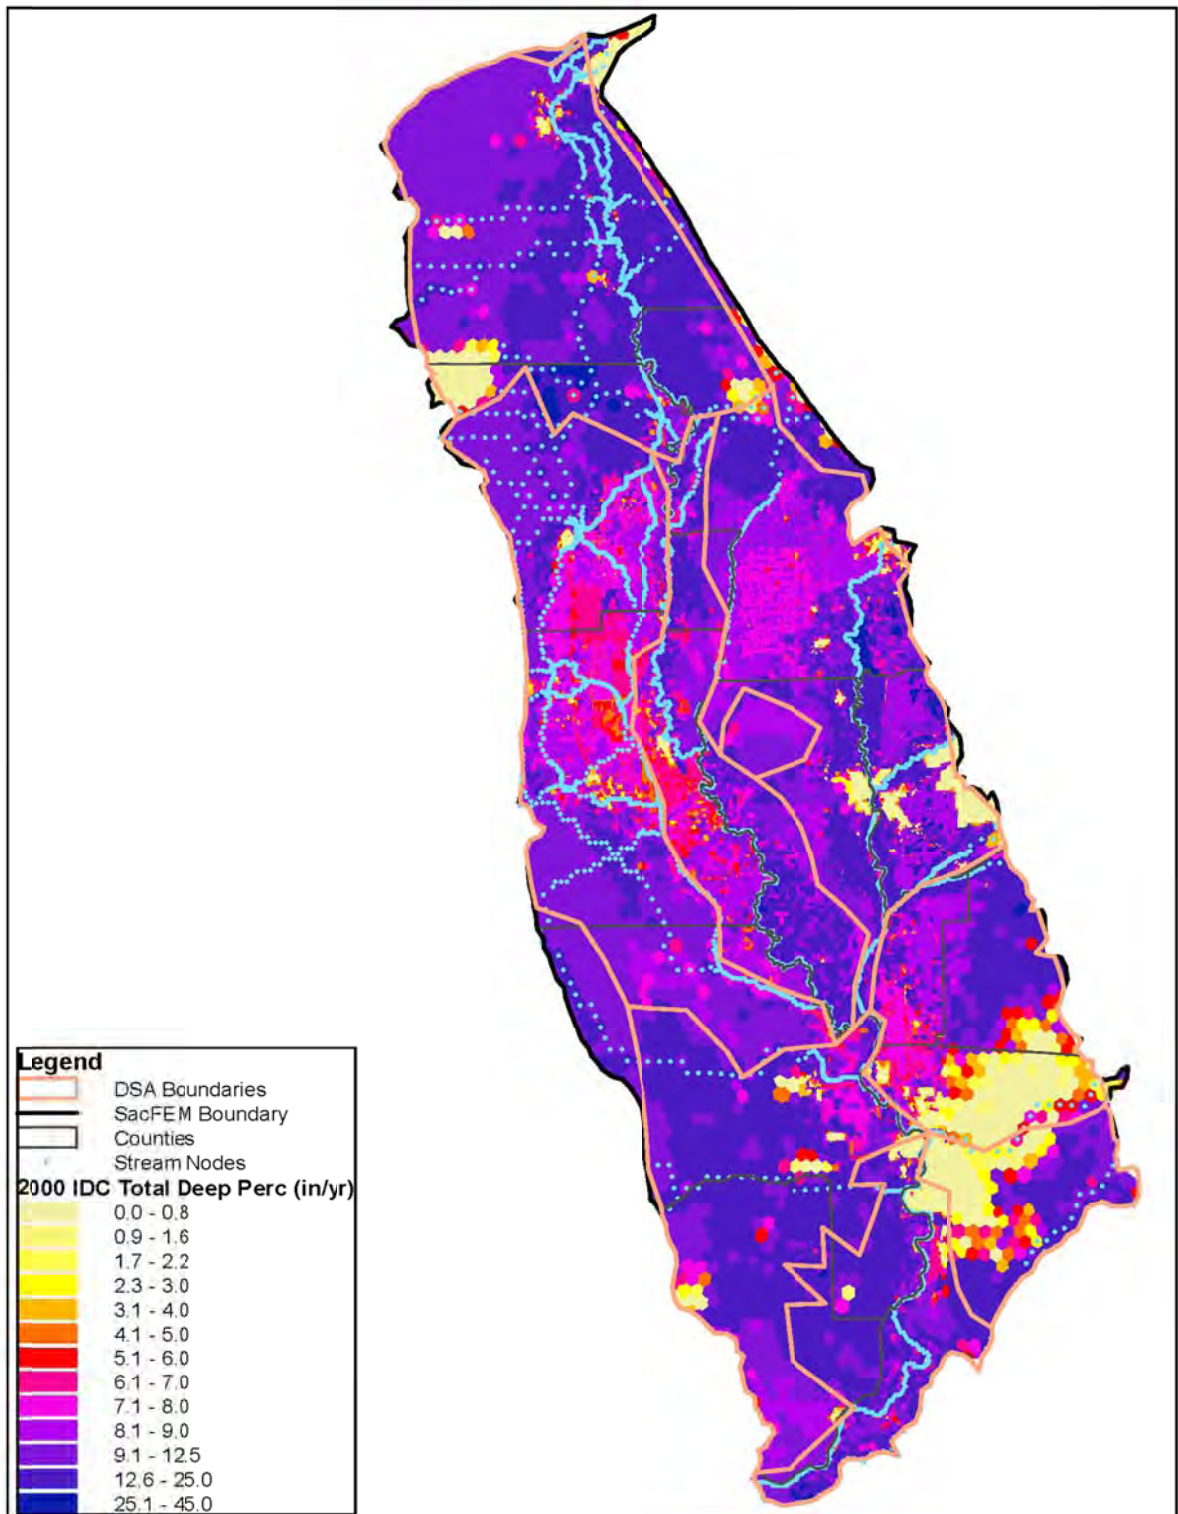 Legend
DSA Boundaries
SacFEM Boundary
Counties
Stream Nodes
2000 IDC Total Deep Perc (in/yr)
0.0 - 0.8
0.9 - 1.6
1.7 - 2.2
2.3 - 3.0
3.1 - 4.0
4.1 - 5.0
5.1 - 6.0
6.1 - 7.0
7.1 - 8.0
8.1 - 9.0
9.1 - 12.5
12.6 - 25.0
25.1 - 45.0